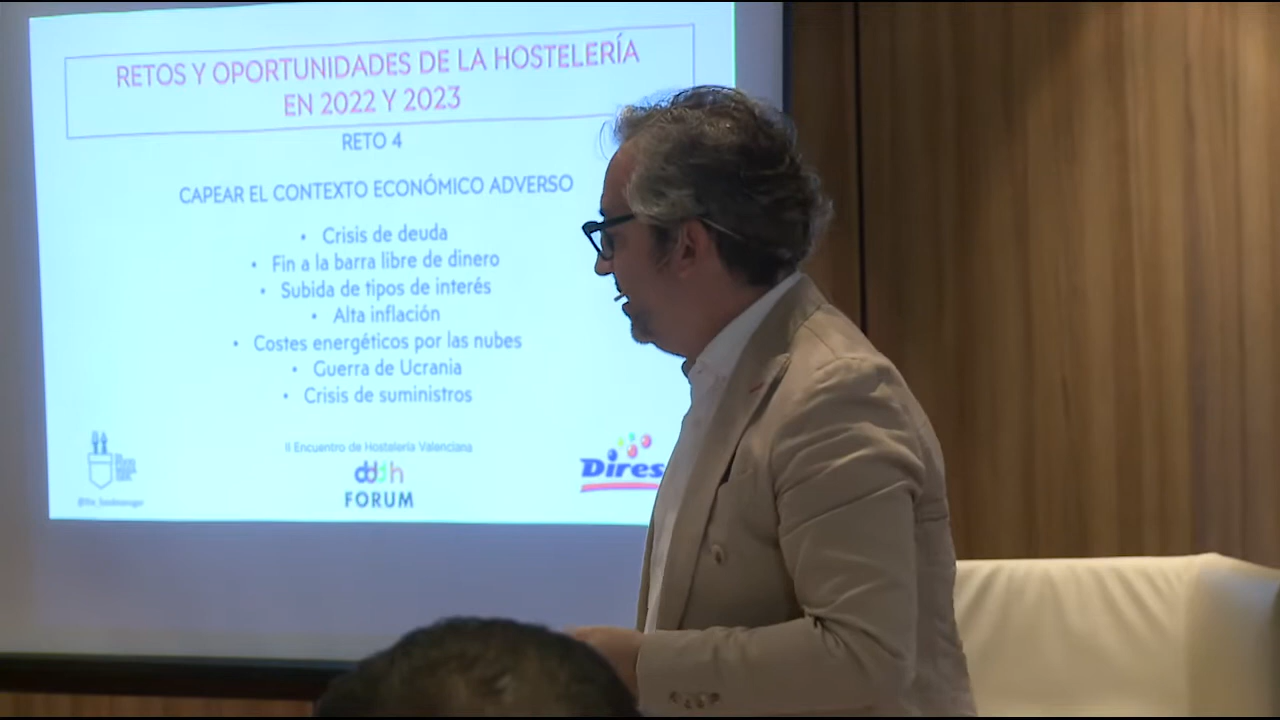 RETOS Y OPORTUNIDADES DE LA HOSTELERÍA
EN 2022 Y 2023
RETO 4
CAPEAR EL CONTEXTO ECONÓMICO ADVERSO
• Crisis de deuda
• Fin a la barra libre de dinero
• Subida de tipos de interés
• Alta inflación
• Costes energéticos por las nubes
• Guerra de Ucrania
• Crisis de suministros
II Encuentro de Hostelería Valenciana
FORUM
Dires